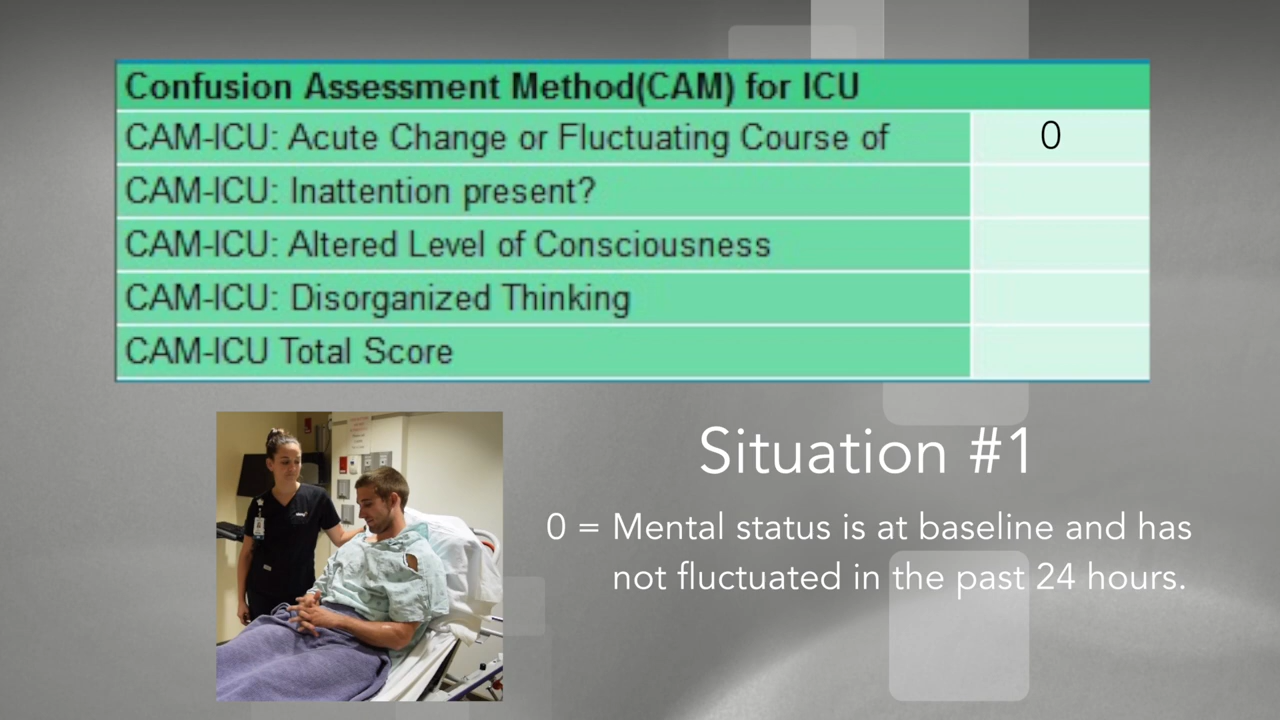 Confusion Assessment Method(CAM) for ICU
CAM-ICU: Acute Change or Fluctuating Course of 0
CAM-ICU: Inattention present?
CAM-ICU: Altered Level of Consciousness
CAM-ICU: Disorganized Thinking
CAM-ICU Total Score
Situation #1
0 = Mental status is at baseline and has
not fluctuated in the past 24 hours.